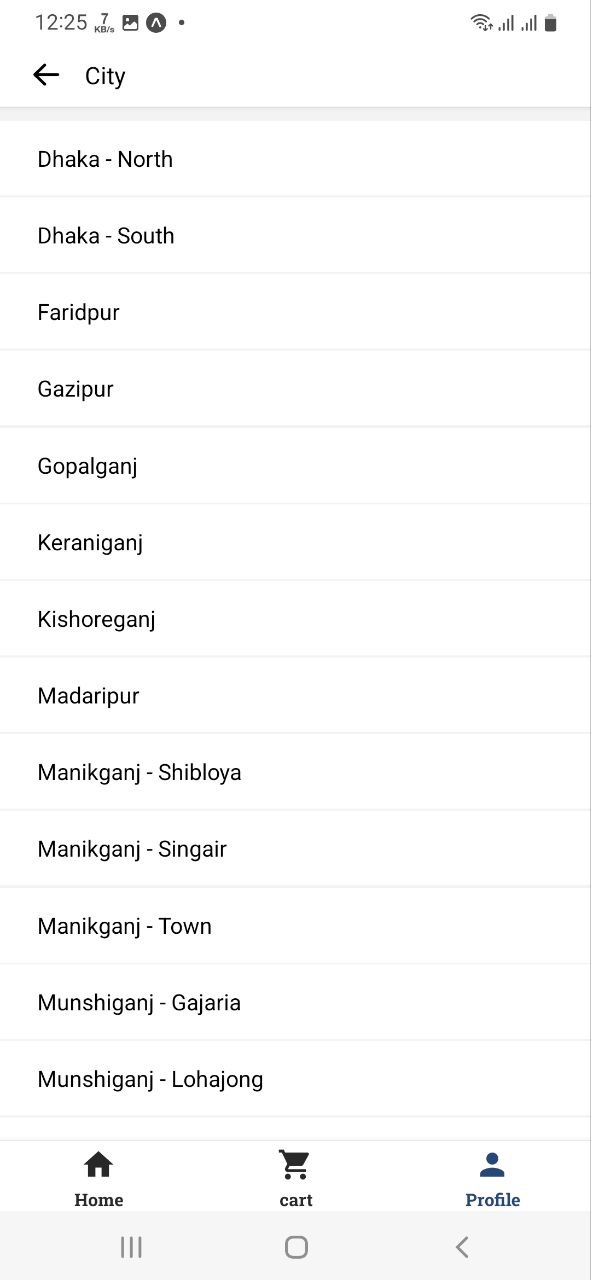 12:25 7 KB/s
City
Dhaka - North
Dhaka - South
Faridpur
Gazipur
Gopalganj
Keraniganj
Kishoreganj
Madaripur
Manikganj - Shibloya
Manikganj - Singair
Manikganj - Town
Munshiganj - Gajaria
Munshiganj - Lohajong
Home cart Profile